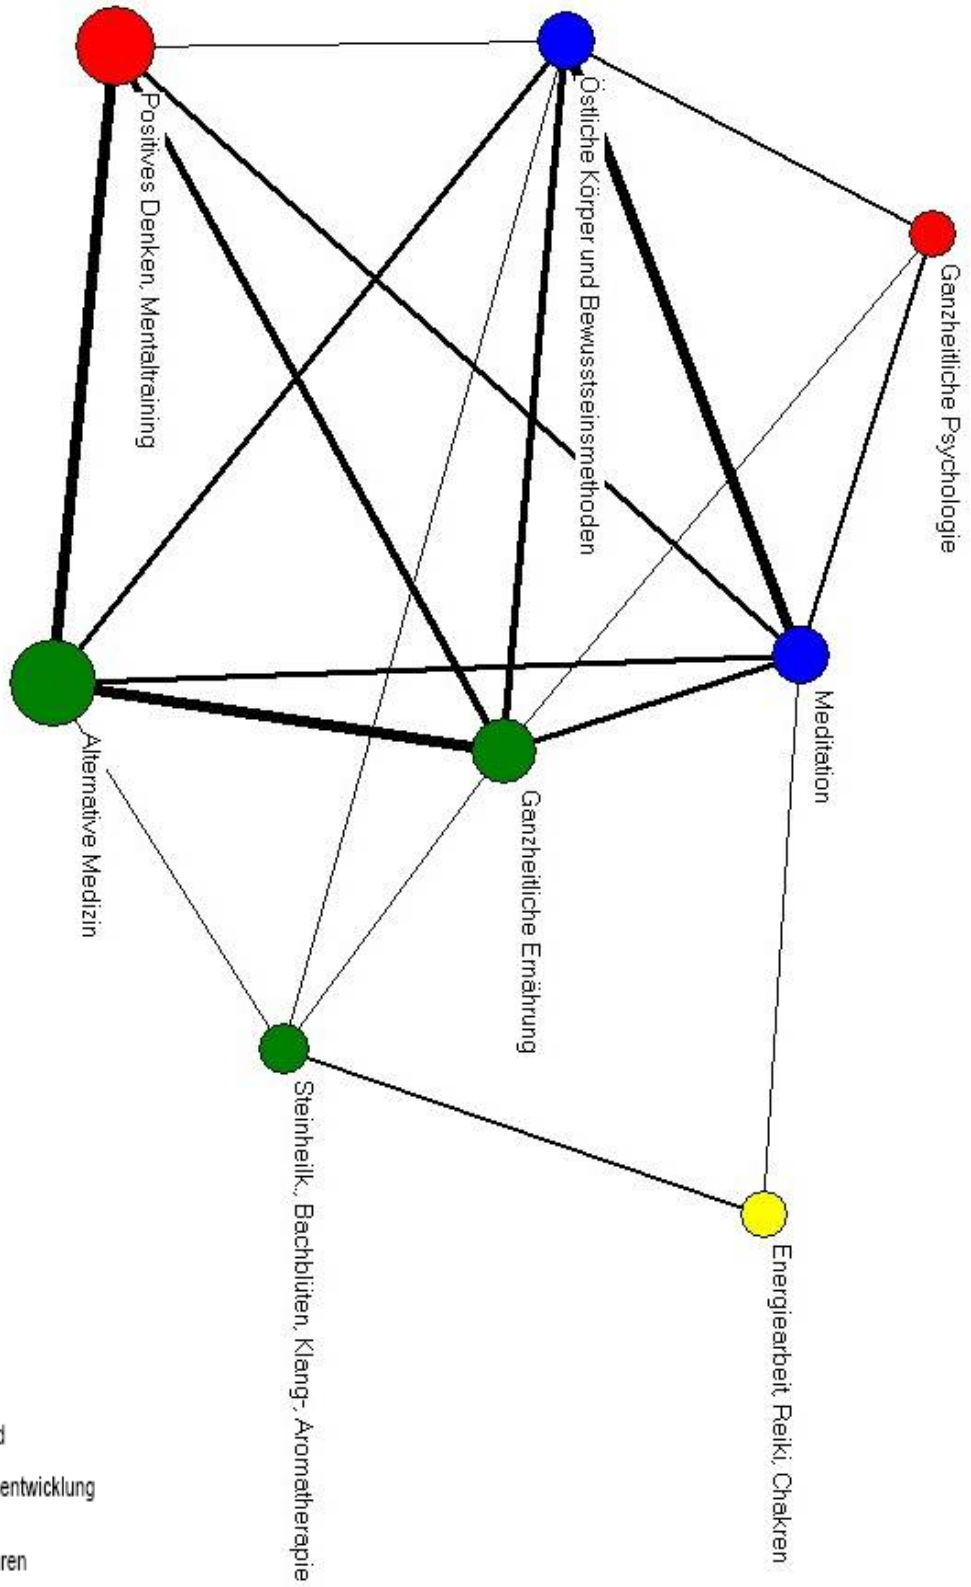 Ganzheitliche Psychologie
Östliche Körper und Bewusstseinsmethoden
Positives Denken, Mentaltraining
Meditation
Ganzheitliche Ernährung
Alternative Medizin
Energiearbeit, Reiki, Chakren
Steinheilk., Bachblüten, Klang-, Aromatherapie
entwicklung